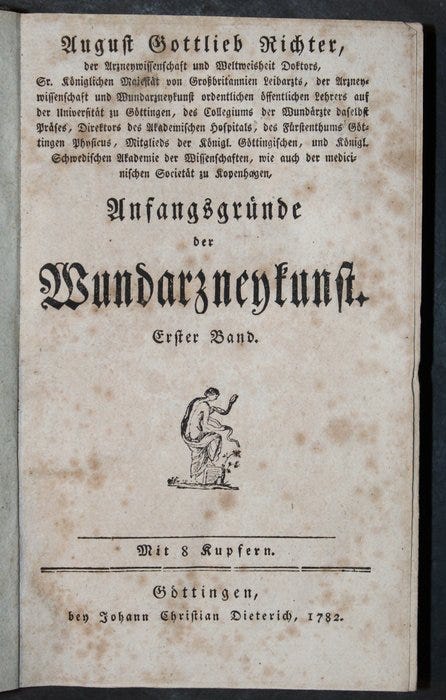 August Gottlieb Richter,
der Arzneywissenschaft und Weltweisheit Doktors,
Sr. Königlichen Majestät von Großbritannien Leibarzts, der Arzney-
wissenschaft und Wundarzneykunst ordentlichen öffentlichen Lehrers auf
der Universität zu Göttingen, des Collegiums der Wundärzte daselbst
Präses, Direktors des Akademischen Hospitals, des Fürstenthums Göt-
tingen Physicus, Mitglieds der Königl. Göttingischen, und Königl.
Schwedischen Akademie der Wissenschaften, wie auch der medici-
nischen Societät zu Kopenhagen,
Anfangsgründe
der
Wundarzneykunst.
Erster Band.
Mit 8 Kupfern.
Göttingen,
bey Johann Christian Dieterich, 1782.